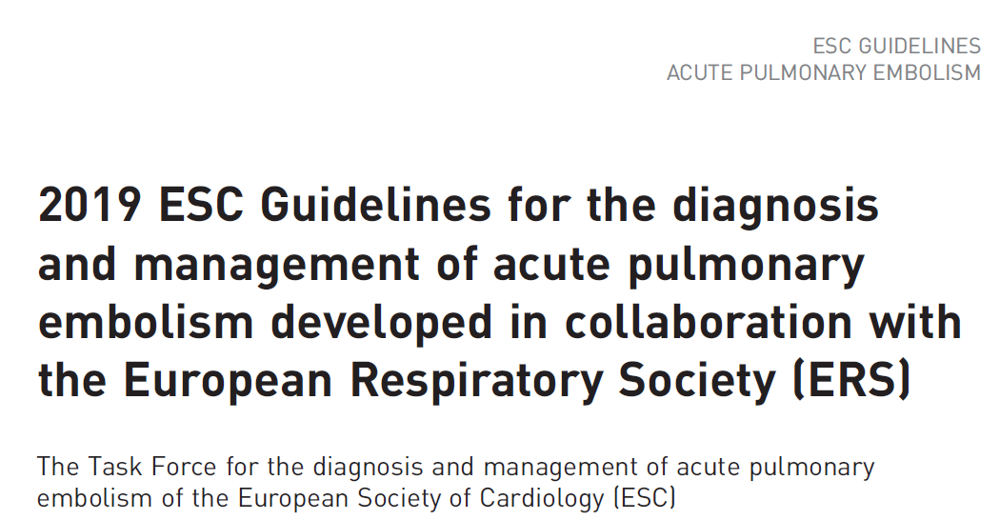 ESC GUIDELINES
ACUTE PULMONARY EMBOLISM
2019 ESC Guidelines for the diagnosis
and management of acute pulmonary
embolism developed in collaboration with
the European Respiratory Society (ERS)
The Task Force for the diagnosis and management of acute pulmonary
embolism of the European Society of Cardiology (ESC)